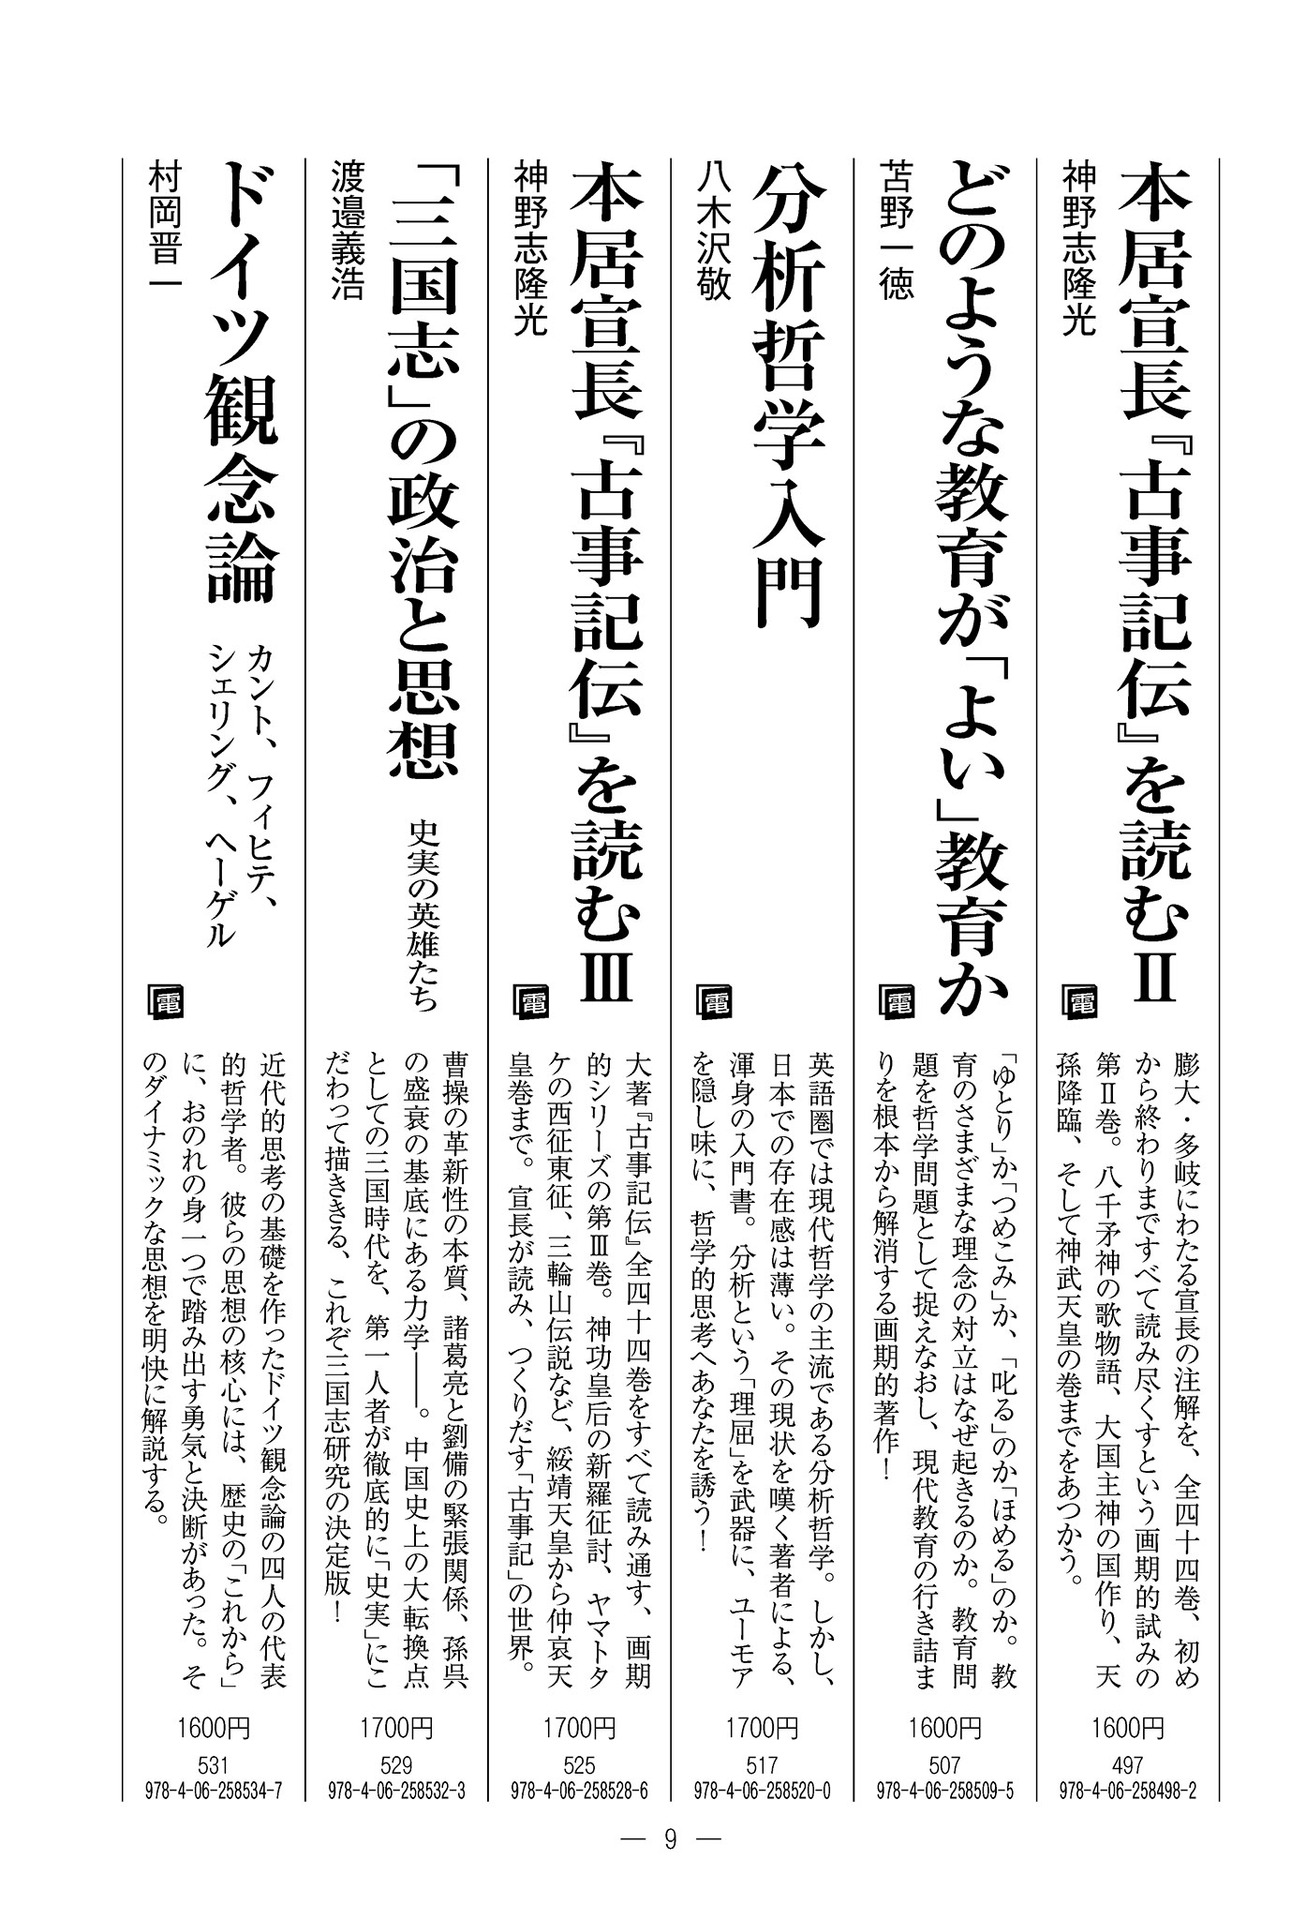 本居宣長『古事記伝』を読むⅡ
神野志隆光
電
膨大・多岐にわたる宣長の注解を、全四十四巻、初め
から終わりまですべて読み尽くすという画期的試みの
第Ⅱ巻。八千矛神の歌物語、大国主神の国作り、天
孫降臨、そして神武天皇の巻までをあつかう。
1600円
497
978-4-06-258498-2
どのような教育が「よい」教育か
苫野一徳
電
「ゆとり」か「つめこみ」か、「叱る」のか「ほめる」のか。教
育のさまざまな理念の対立はなぜ起きるのか。教育問
題を哲学問題として捉えなおし、現代教育の行き詰ま
りを根本から解消する画期的著作！
1600円
507
978-4-06-258509-5
分析哲学入門
八木沢敬
電
英語圏では現代哲学の主流である分析哲学。しかし、
日本での存在感は薄い。その現状を嘆く著者による、
渾身の入門書。分析という「理屈」を武器に、ユーモア
を隠し味に、哲学的思考へあなたを誘う！
1700円
517
978-4-06-258520-0
本居宣長『古事記伝』を読むⅢ
神野志隆光
電
大著『古事記伝』全四十四巻をすべて読み通す、画期
的シリーズの第Ⅲ巻。神功皇后の新羅征討、ヤマトタ
ケの西征東征、三輪山伝説など、綏靖天皇から仲哀天
皇巻まで。宣長が読み、つくりだす「古事記」の世界。
1700円
525
978-4-06-258528-6
「三国志」の政治と思想
史実の英雄たち
渡邉義浩
曹操の革新性の本質、諸葛亮と劉備の緊張関係、孫呉
の盛衰の基底にある力学――。中国史上の大転換点
としての三国時代を、第一人者が徹底的に「史実」にこ
だわって描ききる、これぞ三国志研究の決定版！
1700円
529
978-4-06-258532-3
ドイツ観念論
カント、フィヒテ、
シェリング、ヘーゲル
村岡晋一
電
近代的思考の基礎を作ったドイツ観念論の四人の代表
的哲学者。彼らの思想の核心には、歴史の「これから」
に、おのれの身一つで踏み出す勇気と決断があった。そ
のダイナミックな思想を明快に解説する。
1600円
531
978-4-06-258534-7
— 9 —